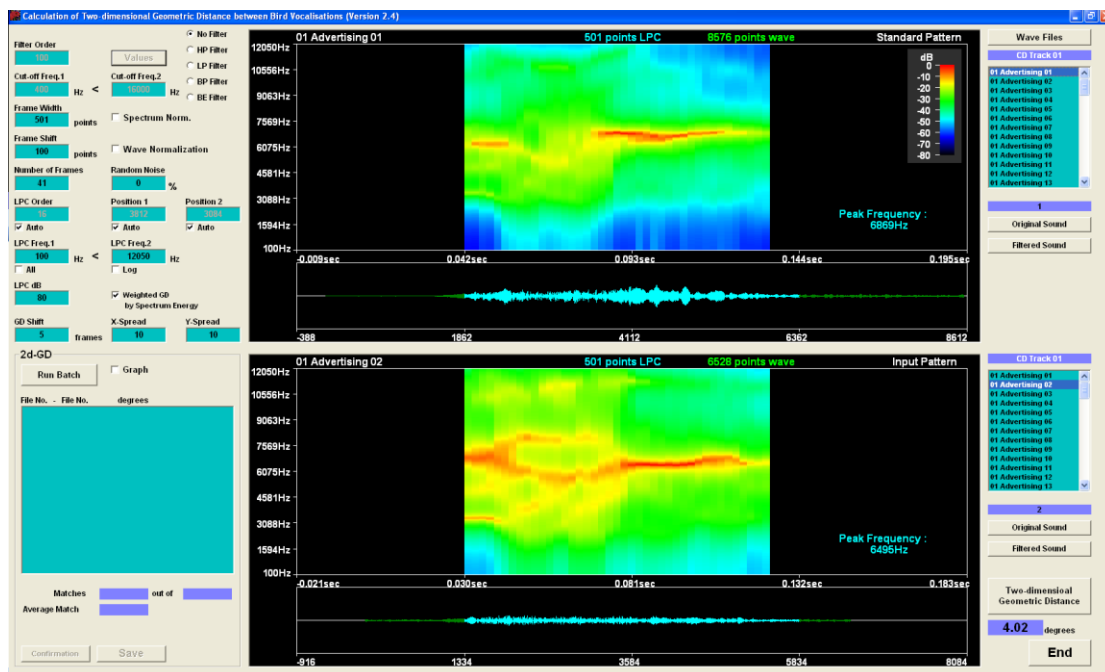 Calculation of Two-dimensional Geometric Distance between Bird Vocalisations (Version 2.4)
Filter Order
100
Values
No Filter
HP Filter
LP Filter
BP Filter
BE Filter
Cut-off Freq.1
400
Hz
<
Cut-off Freq.2
16000
Hz
Frame Width
501
points
Spectrum Norm.
Frame Shift
100
points
Wave Normalization
Number of Frames
41
Random Noise
0
%
LPC Order
16
Auto
Position 1
3812
Auto
Position 2
3084
Auto
LPC Freq.1
100
Hz
<
All
LPC Freq.2
12050
Hz
Log
LPC dB
80
Weighted GD
by Spectrum Energy
GD Shift
5
frames
X-Spread
10
Y-Spread
10
2d-GD
Run Batch
Graph
File No. - File No. degrees
Matches
out of
Average Match
Confirmation
Save
01 Advertising 01
501 points LPC
8576 points wave
Standard Pattern
12050Hz
10556Hz
9063Hz
7569Hz
6075Hz
4581Hz
3088Hz
1594Hz
100Hz
dB
0
-10
-20
-30
-40
-50
-60
-70
-80
Peak Frequency :
6869Hz
-0.009sec
0.042sec
0.093sec
0.144sec
0.195sec
-388
1862
4112
6362
8612
01 Advertising 02
501 points LPC
6528 points wave
Input Pattern
12050Hz
10556Hz
9063Hz
7569Hz
6075Hz
4581Hz
3088Hz
1594Hz
100Hz
Peak Frequency :
6495Hz
-0.021sec
0.030sec
0.081sec
0.132sec
0.183sec
-916
1334
3584
5834
8084
Wave Files
CD Track 01
01 Advertising 01
01 Advertising 02
01 Advertising 03
01 Advertising 04
01 Advertising 05
01 Advertising 06
01 Advertising 07
01 Advertising 08
01 Advertising 09
01 Advertising 10
01 Advertising 11
01 Advertising 12
01 Advertising 13
1
Original Sound
Filtered Sound
CD Track 01
01 Advertising 01
01 Advertising 02
01 Advertising 03
01 Advertising 04
01 Advertising 05
01 Advertising 06
01 Advertising 07
01 Advertising 08
01 Advertising 09
01 Advertising 10
01 Advertising 11
01 Advertising 12
01 Advertising 13
2
Original Sound
Filtered Sound
Two-dimensioal
Geometric Distance
4.02
degrees
End